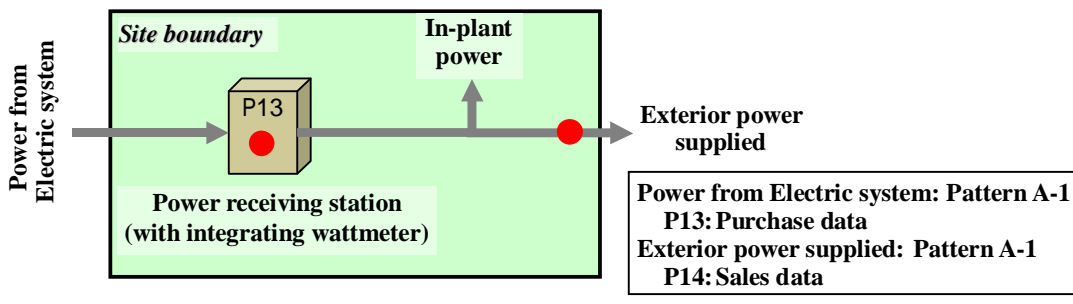 Power from
Electric system
Site boundary
P13
Power receiving station
(with integrating wattmeter)
In-plant
power
Exterior power
supplied
Power from Electric system: Pattern A-1
P13: Purchase data
Exterior power supplied: Pattern A-1
P14: Sales data